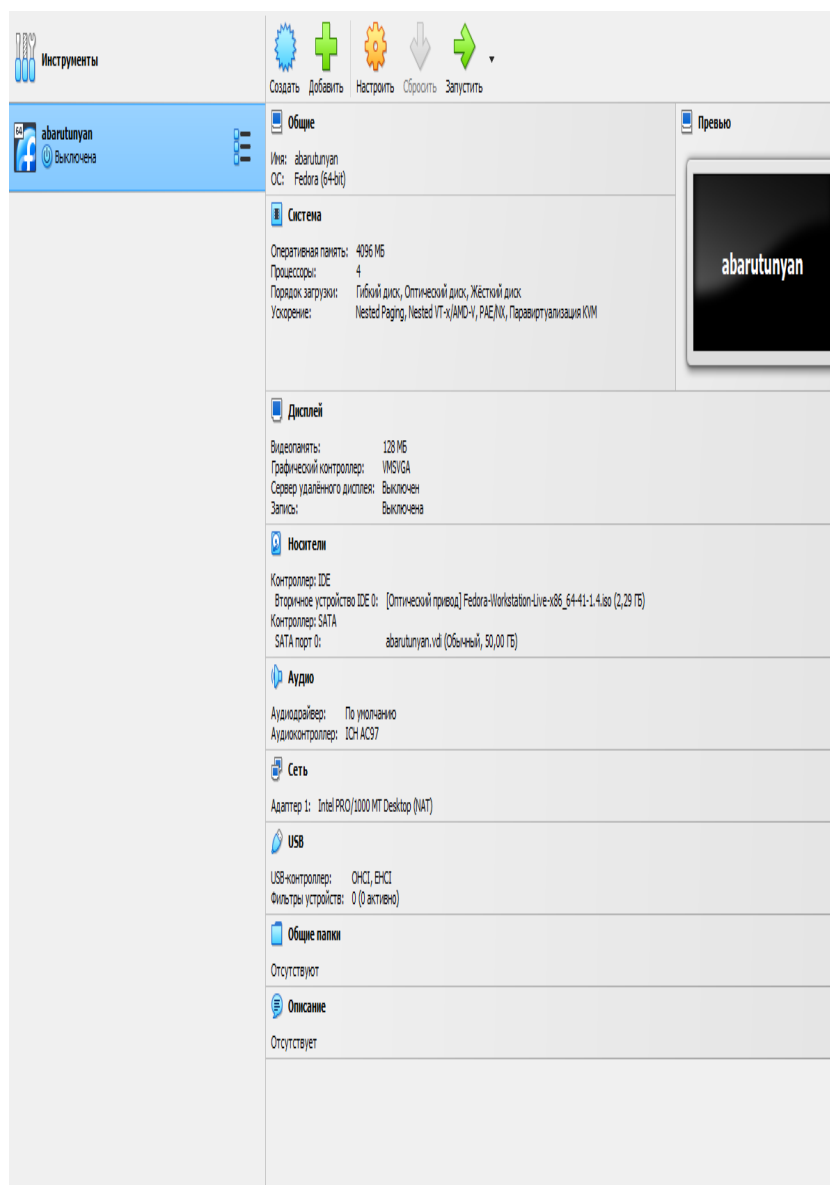 Инструменты
Создать Добавить Настроить Сбросить Запустить
64
abarutunyan
Выключена
Общие
Имя: abarutunyan
ОС: Fedora (64-bit)
Превью
abarutunyan
Система
Оперативная память: 4096 МБ
Процессоры: 4
Порядок загрузки: Гибкий диск, Оптический диск, Жёсткий диск
Ускорение: Nested Paging, Nested VT-x/AMD-V, PAE/NX, Паравиртуализация KVM
Дисплей
Видеопамять: 128 МБ
Графический контроллер: VMSVGA
Сервер удалённого дисплея: Выключен
Запись: Выключена
Носители
Контроллер: IDE
Вторичное устройство IDE 0: [Оптический привод] Fedora-Workstation-Live-x86_64-41-1.4.iso (2,29 ГБ)
Контроллер: SATA
SATA порт 0: abarutunyan.vdi (Обычный, 50,00 ГБ)
Аудио
Аудиодрайвер: По умолчанию
Аудиоконтроллер: ICH AC97
Сеть
Адаптер 1: Intel PRO/1000 MT Desktop (NAT)
USB
USB-контроллер: OHCI, EHCI
Фильтры устройств: 0 (0 активно)
Общие папки
Отсутствуют
Описание
Отсутствует